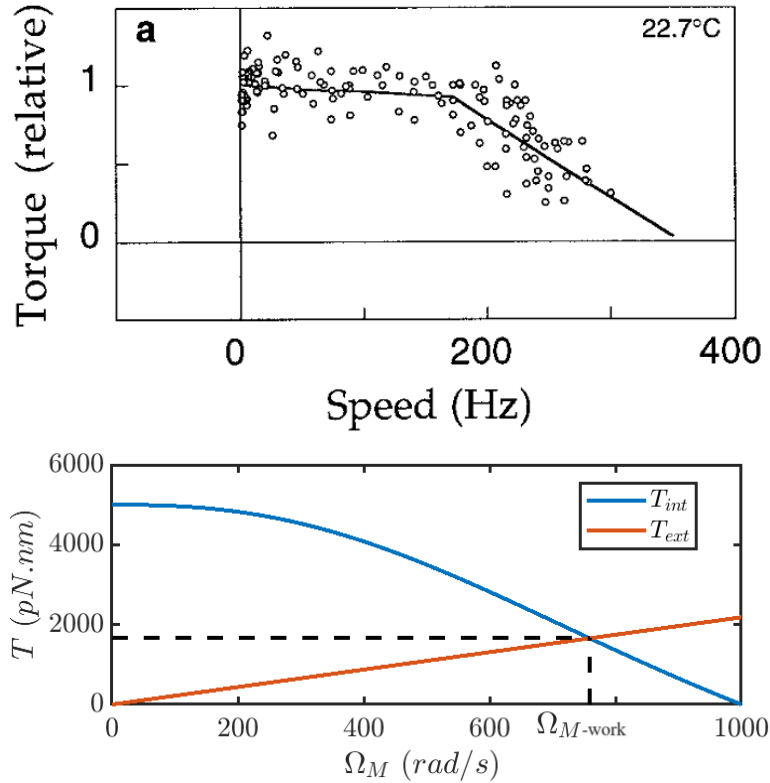 a
22.7°C
Torque (relative)
1
0
0 200 400
Speed (Hz)
6000
4000
2000
0
T (pN.nm)
T_int
T_ext
0 200 400 600 Ω_M-work 1000
Ω_M (rad/s)